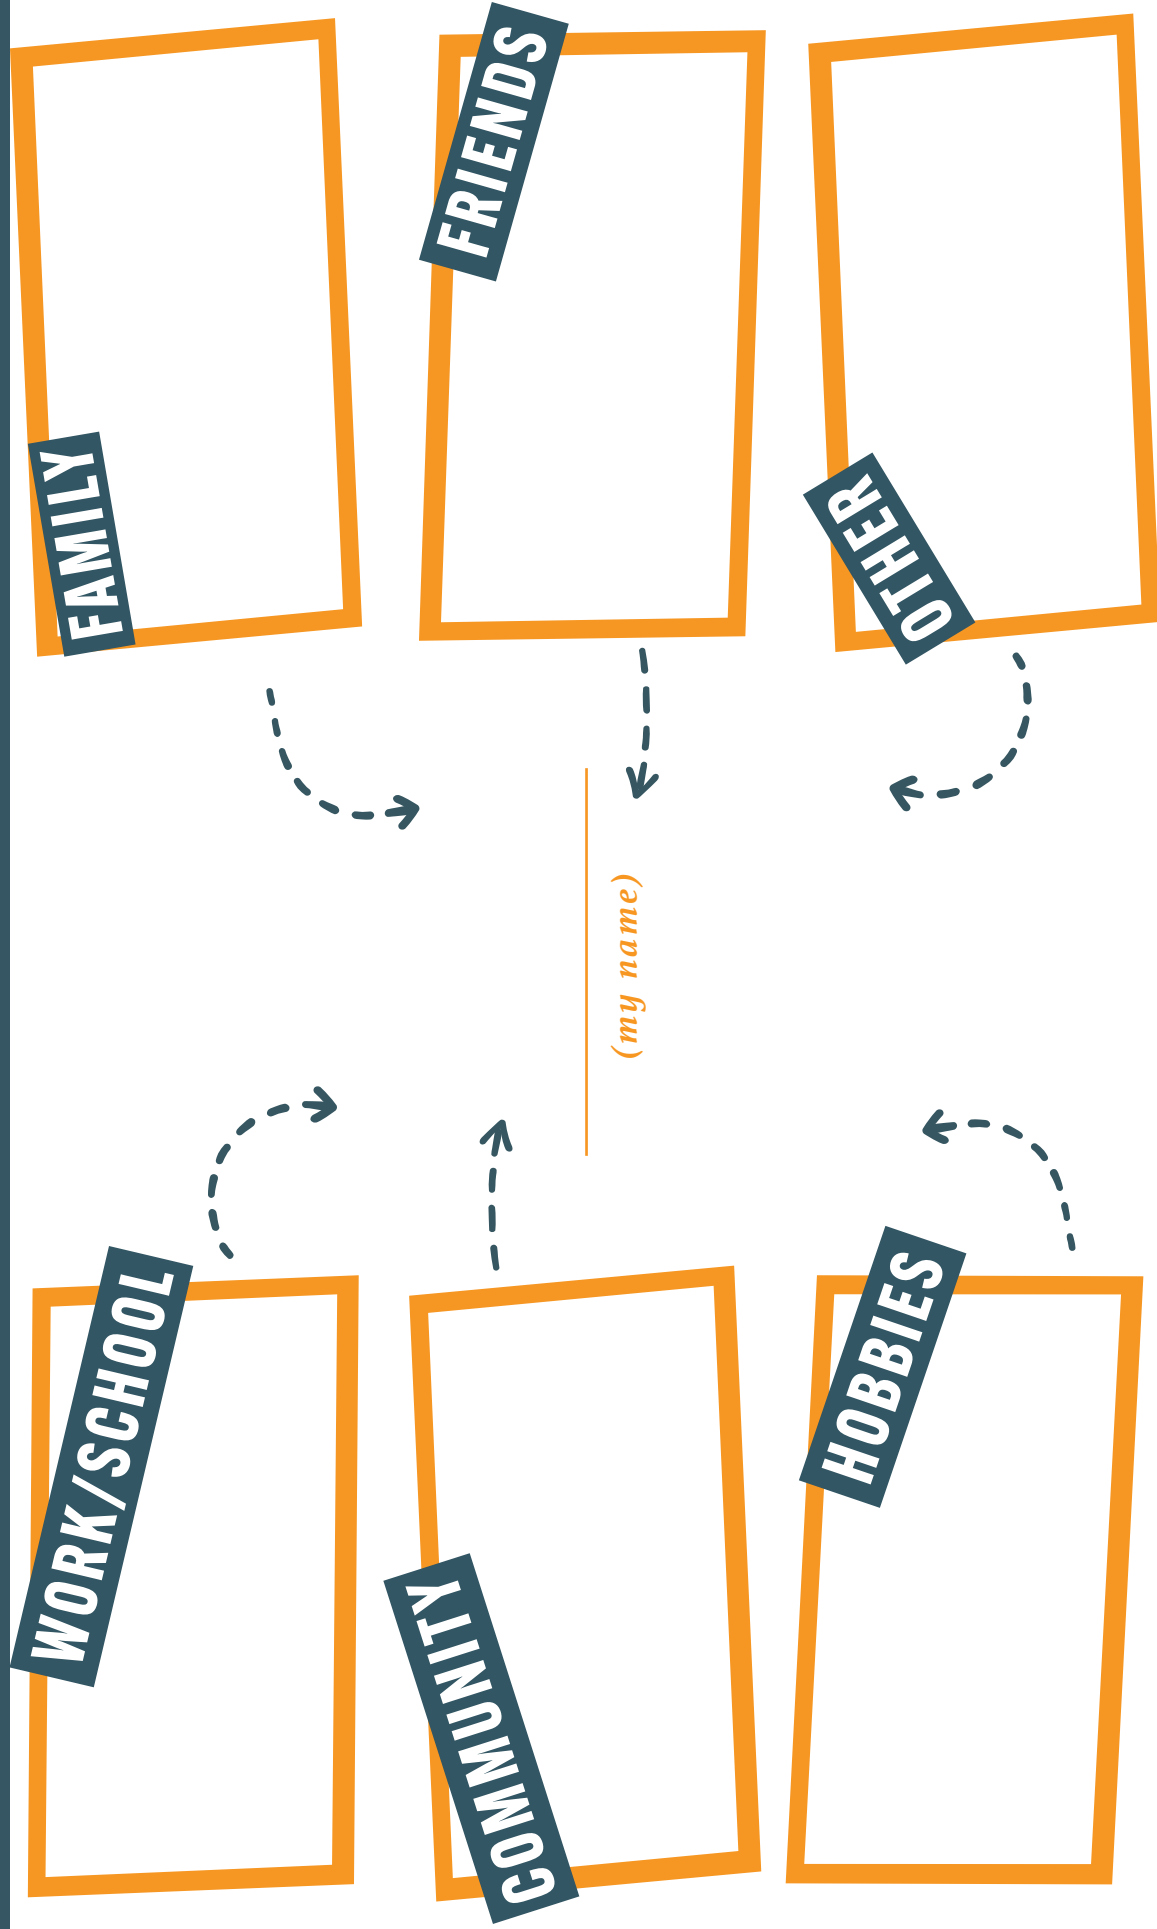 WORK/SCHOOL
FAMILY
COMMUNITY
(my name)
FRIENDS
HOBBIES
OTHER